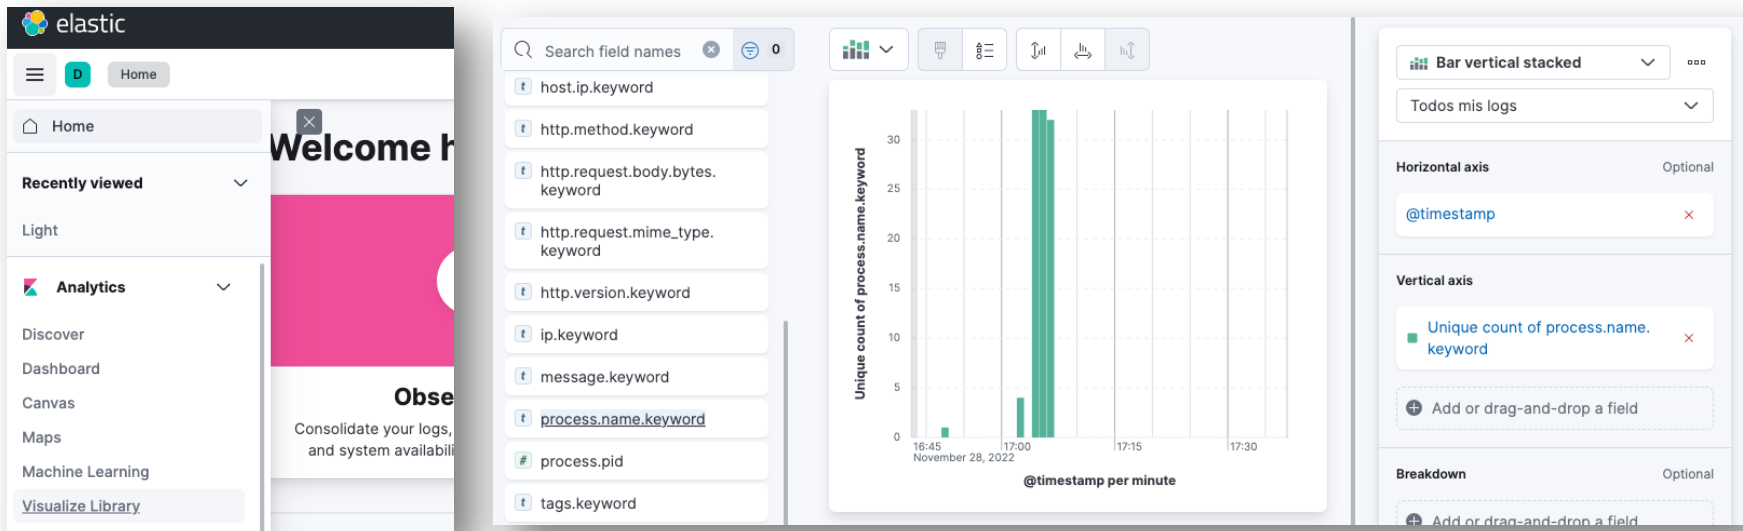 elastic
D
Home
Home
Recently viewed
Light
Analytics
Discover
Dashboard
Canvas
Maps
Machine Learning
Visualize Library
Welcome h
Obse
Consolidate your logs,
and system availabili
Search field names
0
host.ip.keyword
t http.method.keyword
t http.request.body.bytes.
keyword
t http.request.mime_type.
keyword
t http.version.keyword
t ip.keyword
t message.keyword
t process.name.keyword
# process.pid
t tags.keyword
Unique count of process.name.keyword
30
25
20
15
10
5
0
16:45 17:00 17:15 17:30
November 28, 2022
@timestamp per minute
Bar vertical stacked
Todos mis logs
Horizontal axis Optional
@timestamp
Vertical axis
Unique count of process.name.
keyword
Add or drag-and-drop a field
Breakdown Optional
Add or drag-and-drop a field